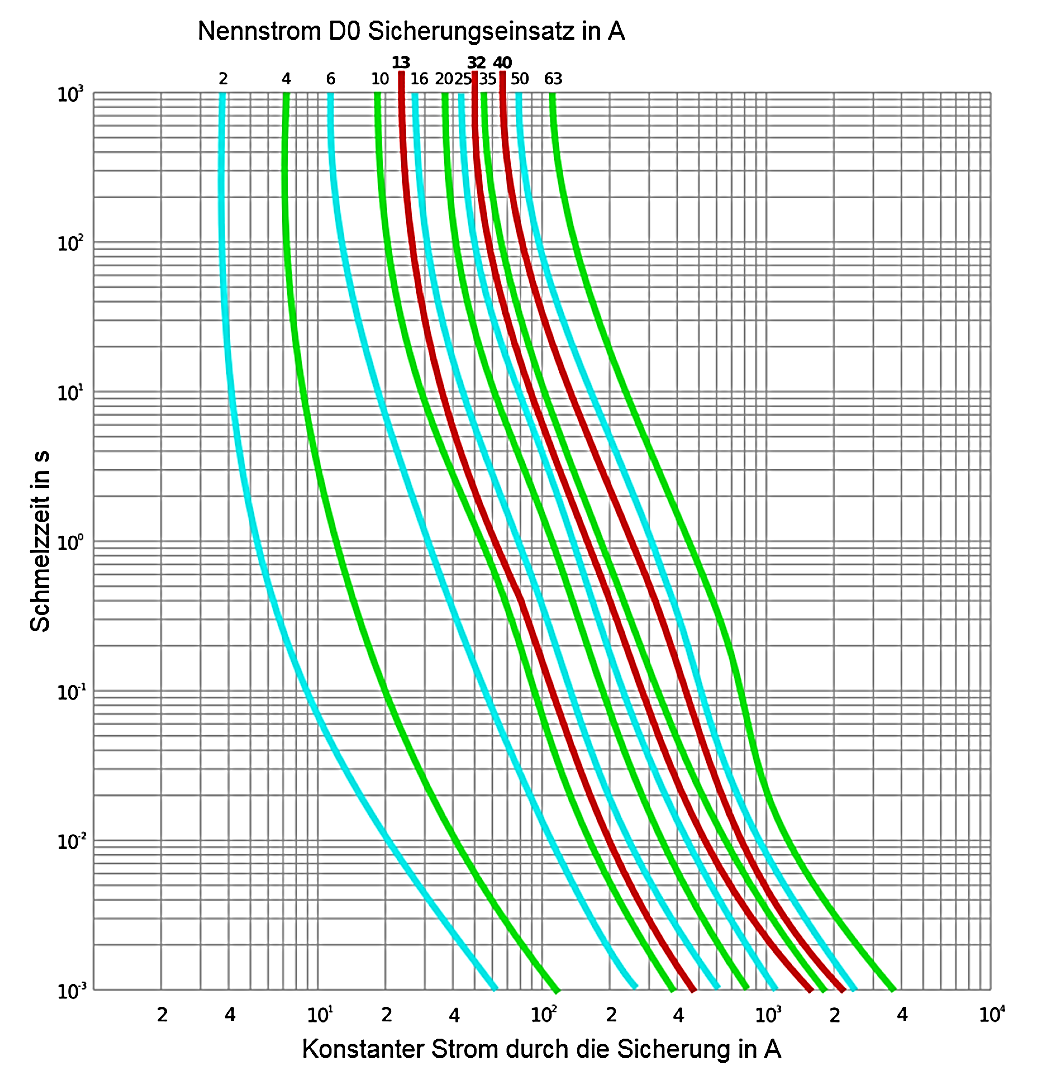 Nennstrom D0 Sicherungseinsatz in A
13 32 40
2 4 6 10 16 20 25 35 50 63
10³
10²
10¹
10⁰
10⁻¹
10⁻²
10⁻³
Schmelzzeit in s
2 4 10¹ 2 4 10² 2 4 10³ 2 4 10⁴
Konstanter Strom durch die Sicherung in A